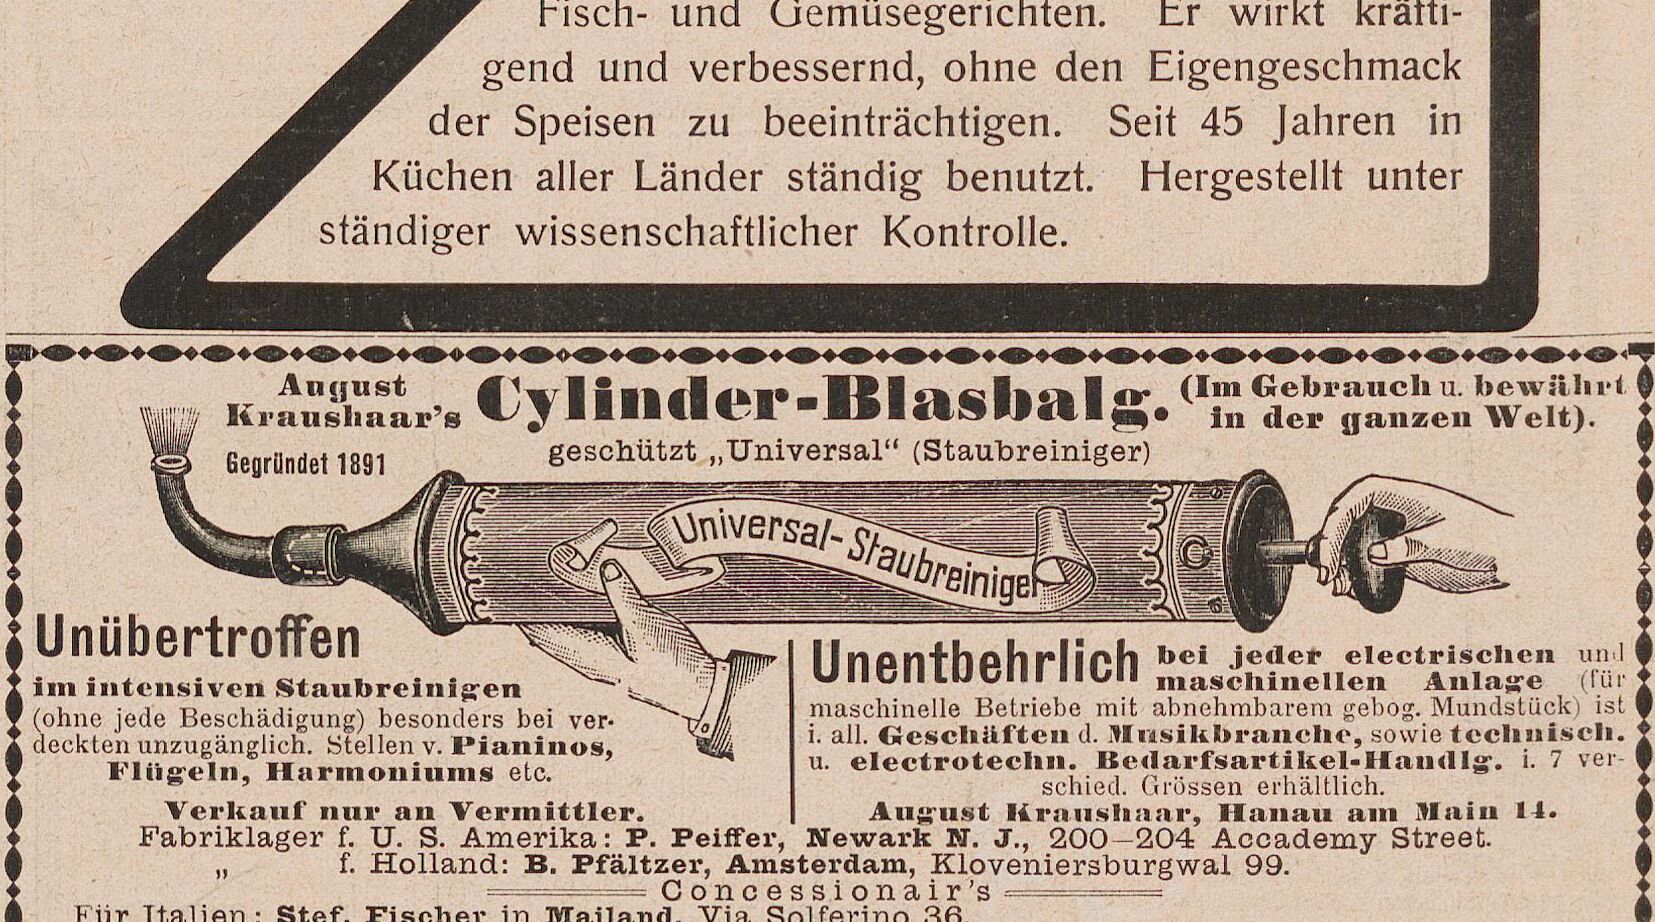 Fisch- und Gemüsegerichten. Er wirkt kräfti-
gend und verbessernd, ohne den Eigengeschmack
der Speisen zu beeinträchtigen. Seit 45 Jahren in
Küchen aller Länder ständig benutzt. Hergestellt unter
ständiger wissenschaftlicher Kontrolle.
August
Kraushaar's
Cylinder-Blasbalg.
(Im Gebrauch u. bewährt
in der ganzen Welt).
Gegründet 1891
geschützt „Universal“ (Staubreiniger)
Universal-Staubreiniger
Unübertroffen
im intensiven Staubreinigen
(ohne jede Beschädigung) besonders bei ver-
deckten unzugänglich. Stellen v. Pianinos,
Flügeln, Harmoniums etc.
Verkauf nur an Vermittler.
Unentbehrlich bei jeder electrischen und
maschinellen Anlage (für
maschinelle Betriebe mit abnehmbarem gebog. Mundstück) ist
i. all. Geschäften d. Musikbranche, sowie technisch.
u. electrotechn. Bedarfsartikel-Handlg. i. 7 ver-
schied. Grössen erhältlich.
August Kraushaar, Hanau am Main 14.
Fabriklager f. U. S. Amerika: P. Peiffer, Newark N. J., 200—204 Accademy Street.
„ f. Holland: B. Pfältzer, Amsterdam, Kloveniersburgwal 99.
Concessionair's
Für Italien: Stef. Fischer in Mailand, Via Solferino 36.